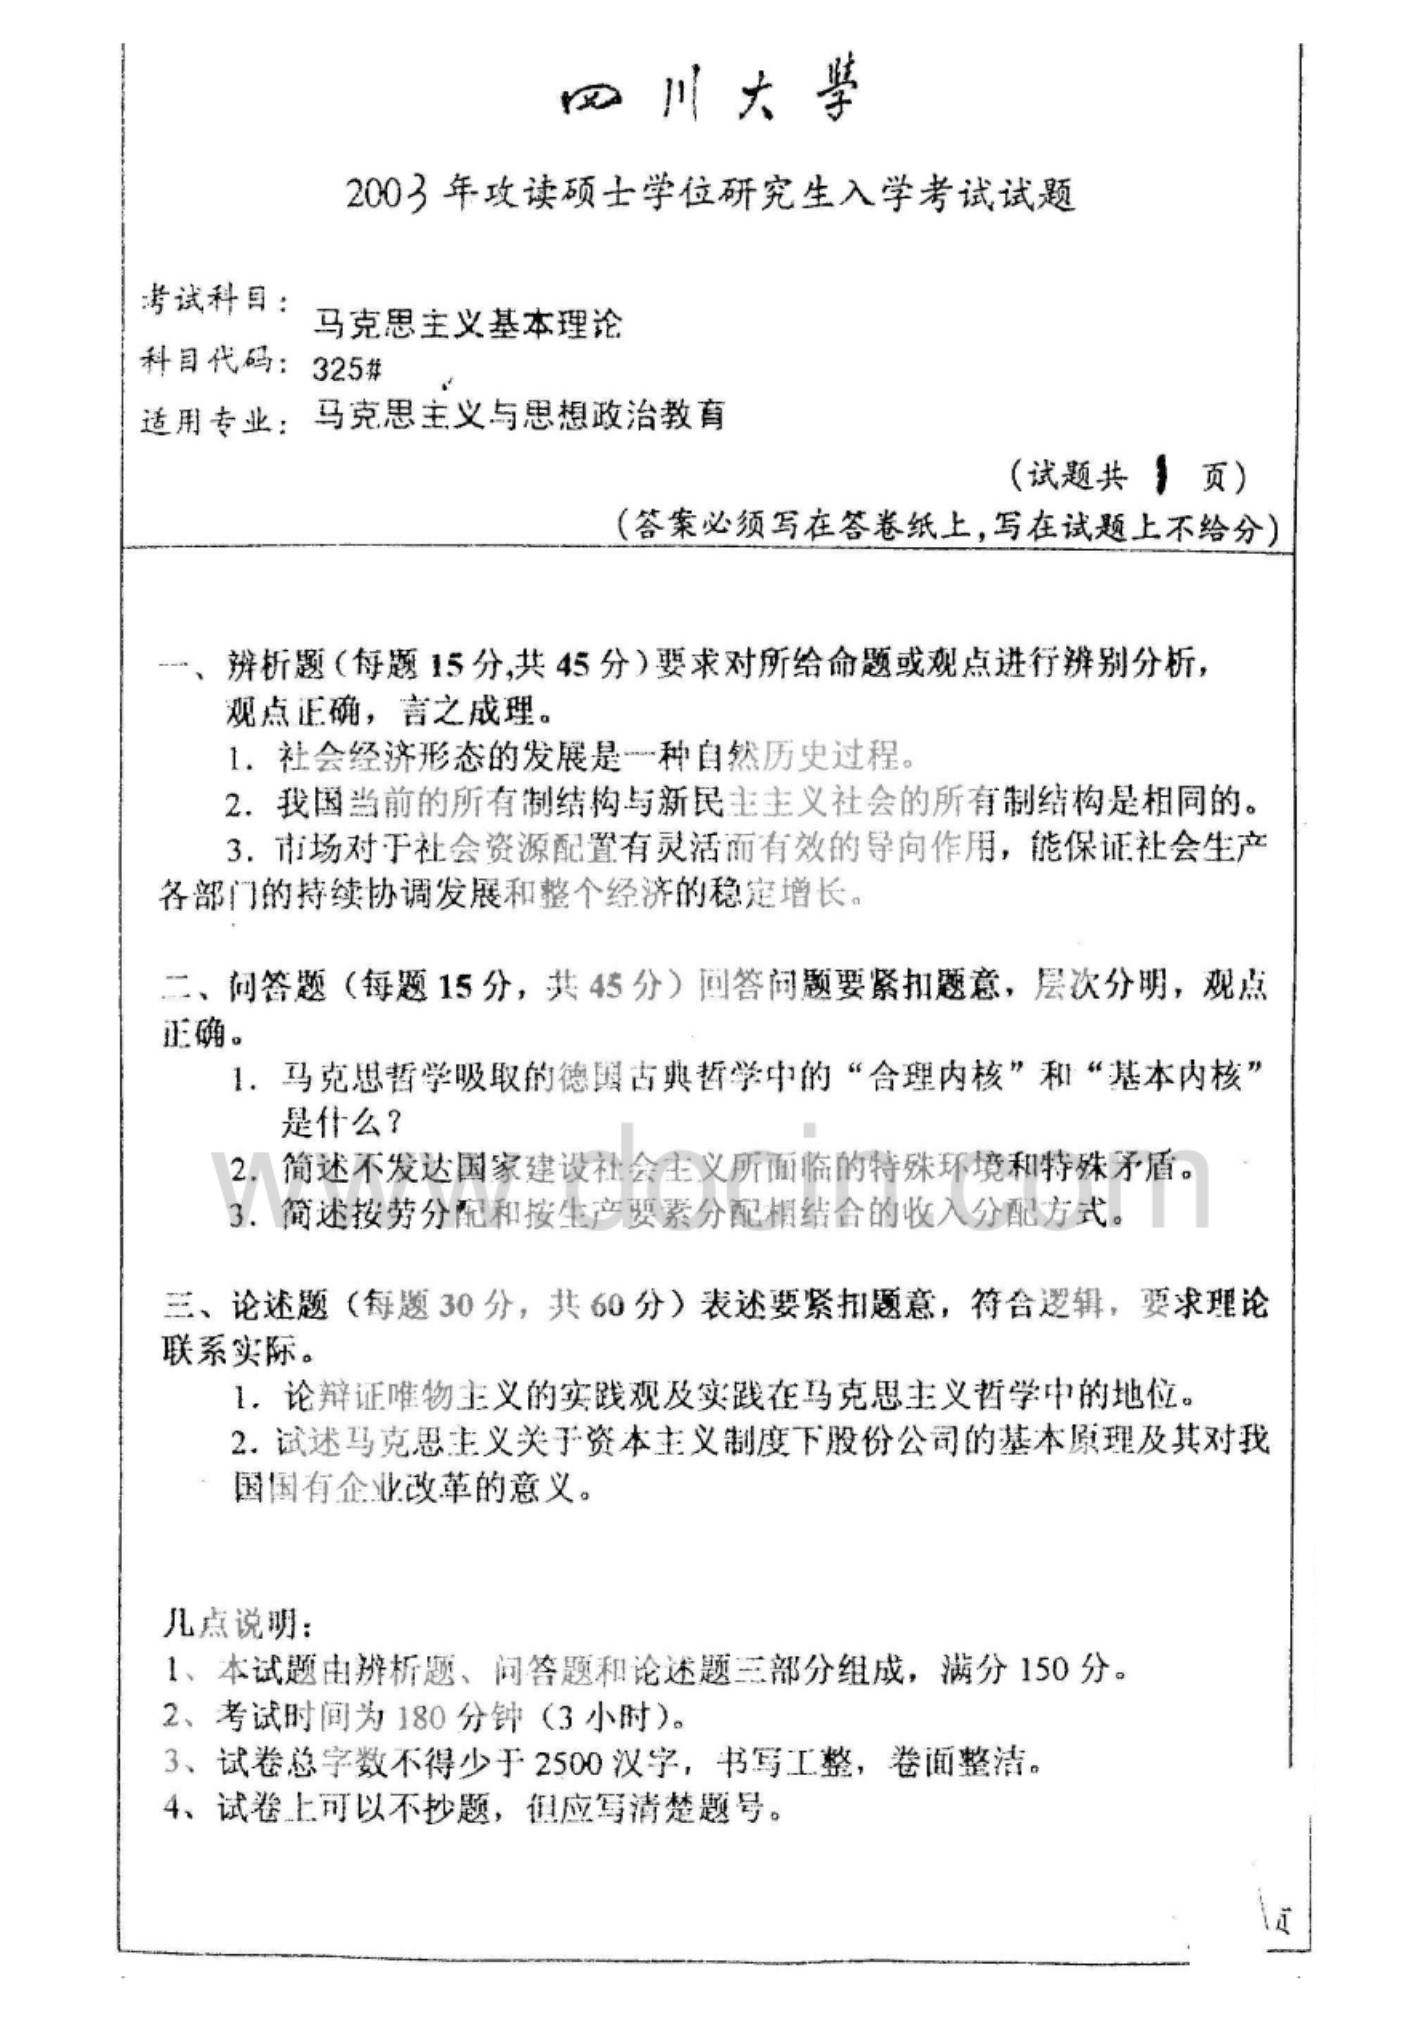 四川大学
2003年攻读硕士学位研究生入学考试试题
考试科目：马克思主义基本理论
科目代码：325#
适用专业：马克思主义与思想政治教育
（试题共 1 页）
（答案必须写在答卷纸上，写在试题上不给分）
一、辨析题（每题 15 分,共 45 分）要求对所给命题或观点进行辨别分析，
观点正确，言之成理。
1．社会经济形态的发展是一种自然历史过程。
2．我国当前的所有制结构与新民主主义社会的所有制结构是相同的。
3．市场对于社会资源配置有灵活而有效的导向作用，能保证社会生产
各部门的持续协调发展和整个经济的稳定增长。
二、问答题（每题 15 分，共 45 分）回答问题要紧扣题意，层次分明，观点
正确。
1．马克思哲学吸取的德国古典哲学中的“合理内核”和“基本内核”
是什么？
2．简述不发达国家建设社会主义所面临的特殊环境和特殊矛盾。
3．简述按劳分配和按生产要素分配相结合的收入分配方式。
www.docin.com
三、论述题（每题 30 分，共 60 分）表述要紧扣题意，符合逻辑，要求理论
联系实际。
1．论辩证唯物主义的实践观及实践在马克思主义哲学中的地位。
2．试述马克思主义关于资本主义制度下股份公司的基本原理及其对我
国国有企业改革的意义。
几点说明：
1、本试题由辨析题、问答题和论述题三部分组成，满分 150 分。
2、考试时间为 180 分钟（3 小时）。
3、试卷总字数不得少于 2500 汉字，书写工整，卷面整洁。
4、试卷上可以不抄题，但应写清楚题号。
页